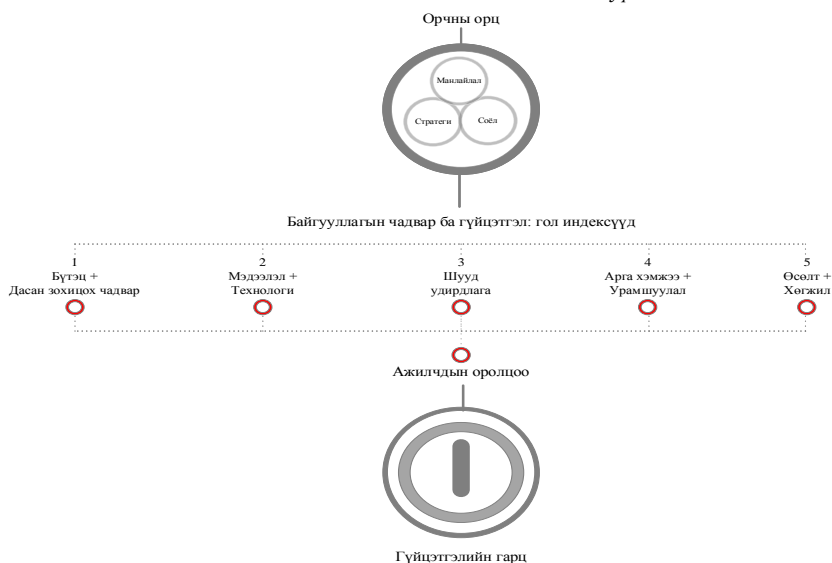 Орчны орц
Манлайлал
Стратеги
Соёл
Байгууллагын чадвар ба гүйцэтгэл: гол индексүүд
1
Бүтэц +
Дасан зохицох чадвар
2
Мэдээлэл +
Технологи
3
Шууд
удирдлага
4
Арга хэмжээ +
Урамшуулал
5
Өсөлт +
Хөгжил
Ажилчдын оролцоо
Гүйцэтгэлийн гарц